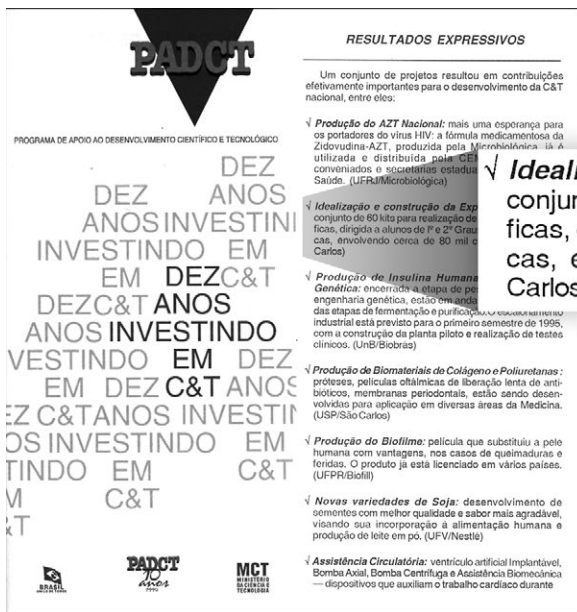 PADCT
PROGRAMA DE APOIO AO DESENVOLVIMENTO CIENTÍFICO E TECNOLÓGICO
DEZ
DEZ ANOS
ANOS INVESTINI
INVESTINDO EM
EM DEZ C&T
DEZ C&T ANOS
ANOS INVESTINDO
VESTINDO EM DEZ
EM DEZ C&T ANOS
EZ C&T ANOS INVESTIN
OS INVESTINDO EM
TINDO EM C&T
M C&T
&T
BRASIL
PADCT
10
anos
MCT
MINISTÉRIO
DA CIÊNCIA E
TECNOLOGIA
RESULTADOS EXPRESSIVOS
Um conjunto de projetos resultou em contribuições
efetivamente importantes para o desenvolvimento da C&T
nacional, entre eles:
√ Produção do AZT Nacional: mais uma esperança para
os portadores do vírus HIV: a fórmula medicamentosa da
Zidovudina-AZT, produzida pela Microbiológica, já é
utilizada e distribuída pela CEM
conveniados e secretarias estadua
Saúde. (UFRJ/Microbiológica)
√ Idealização e construção da Exp
conjunto de 60 kits para realização de
ficas, dirigida a alunos de 1º e 2º Grau
cas, envolvendo cerca de 80 mil c
Carlos)
√ Produção de Insulina Humana
Genética: encerrada a etapa de pes
engenharia genética, estão em anda
das etapas de fermentação e purificação. O escalonamento
industrial está previsto para o primeiro semestre de 1995,
com a construção da planta piloto e realização de testes
clínicos. (UnB/Biobrás)
√ Produção de Biomateriais de Colágeno e Poliuretanas:
próteses, películas oftálmicas de liberação lenta de anti-
bióticos, membranas periodontais, estão sendo desen-
volvidas para aplicação em diversas áreas da Medicina.
(USP/São Carlos)
√ Produção do Biofilme: película que substituiu a pele
humana com vantagens, nos casos de queimaduras e
feridas. O produto já está licenciado em vários países.
(UFPR/Biofill)
√ Novas variedades de Soja: desenvolvimento de
sementes com melhor qualidade e sabor mais agradável,
visando sua incorporação à alimentação humana e
produção de leite em pó. (UFV/Nestlé)
√ Assistência Circulatória: ventrículo artificial Implantável,
Bomba Axial, Bomba Centrífuga e Assistência Biomecânica
— dispositivos que auxiliam o trabalho cardíaco durante
√ Ideali
conjun
ficas,
cas, e
Carlos